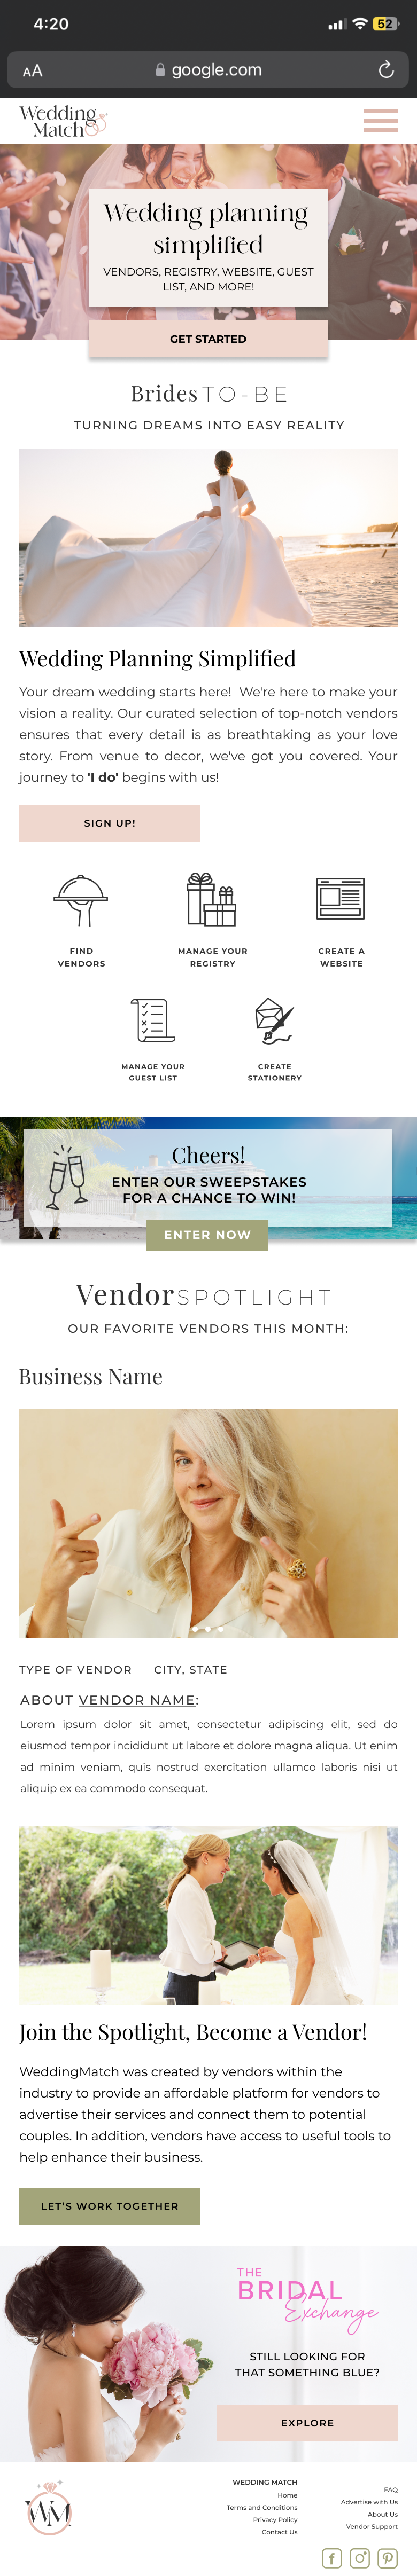 4:20
52
AA
google.com
Wedding
Match
Wedding planning
simplified
VENDORS, REGISTRY, WEBSITE, GUEST
LIST, AND MORE!
GET STARTED
Brides TO-BE
TURNING DREAMS INTO EASY REALITY
Wedding Planning Simplified
Your dream wedding starts here! We're here to make your
vision a reality. Our curated selection of top-notch vendors
ensures that every detail is as breathtaking as your love
story. From venue to decor, we've got you covered. Your
journey to 'I do' begins with us!
SIGN UP!
FIND
VENDORS
MANAGE YOUR
REGISTRY
CREATE A
WEBSITE
MANAGE YOUR
GUEST LIST
CREATE
STATIONERY
Cheers!
ENTER OUR SWEEPSTAKES
FOR A CHANCE TO WIN!
ENTER NOW
Vendor SPOTLIGHT
OUR FAVORITE VENDORS THIS MONTH:
Business Name
TYPE OF VENDOR CITY, STATE
ABOUT VENDOR NAME:
Lorem ipsum dolor sit amet, consectetur adipiscing elit, sed do
eiusmod tempor incididunt ut labore et dolore magna aliqua. Ut enim
ad minim veniam, quis nostrud exercitation ullamco laboris nisi ut
aliquip ex ea commodo consequat.
Join the Spotlight, Become a Vendor!
WeddingMatch was created by vendors within the
industry to provide an affordable platform for vendors to
advertise their services and connect them to potential
couples. In addition, vendors have access to useful tools to
help enhance their business.
LET'S WORK TOGETHER
THE
BRIDAL
Exchange
STILL LOOKING FOR
THAT SOMETHING BLUE?
EXPLORE
WM
WEDDING MATCH
Home
Terms and Conditions
Privacy Policy
Contact Us
FAQ
Advertise with Us
About Us
Vendor Support